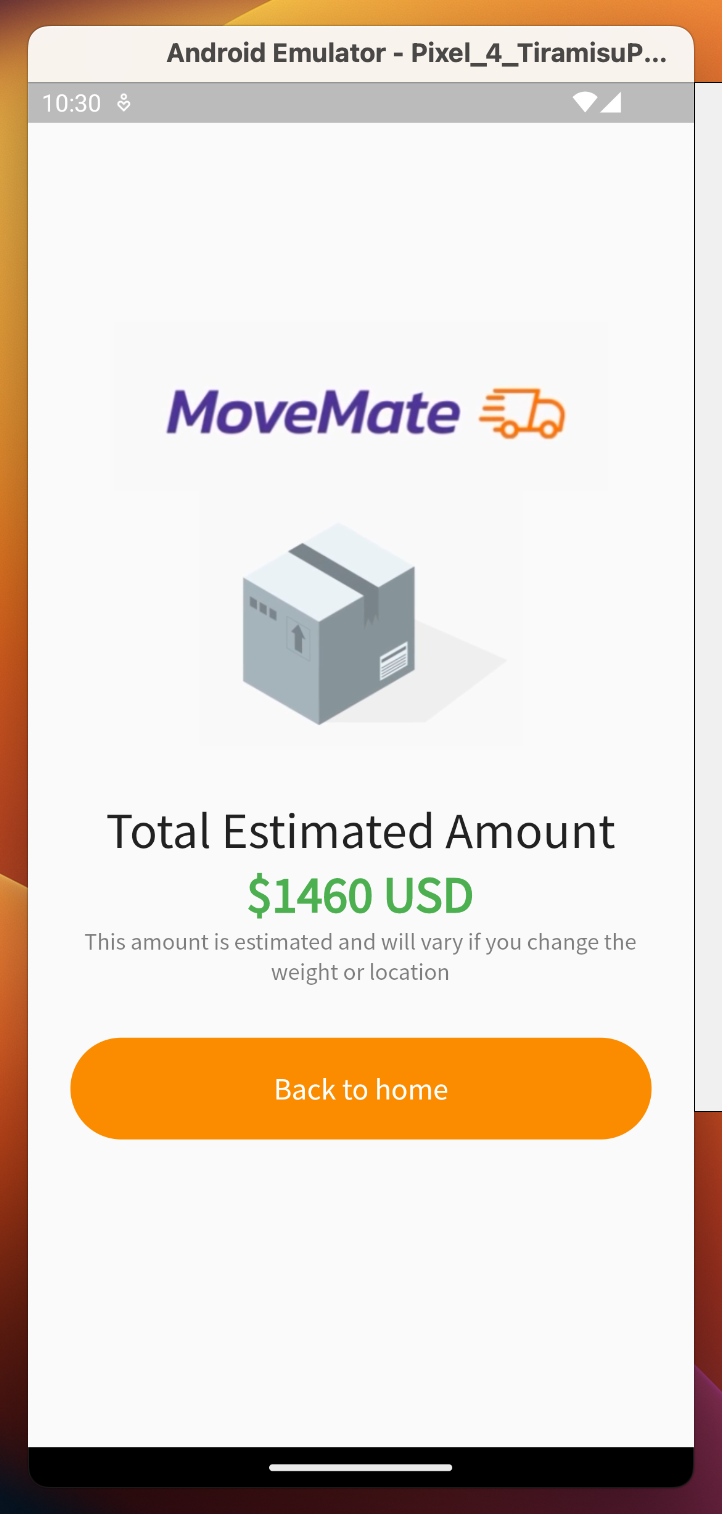 Android Emulator - Pixel_4_TiramisuP...
10:30
MoveMate
Total Estimated Amount
$1460 USD
This amount is estimated and will vary if you change the
weight or location
Back to home